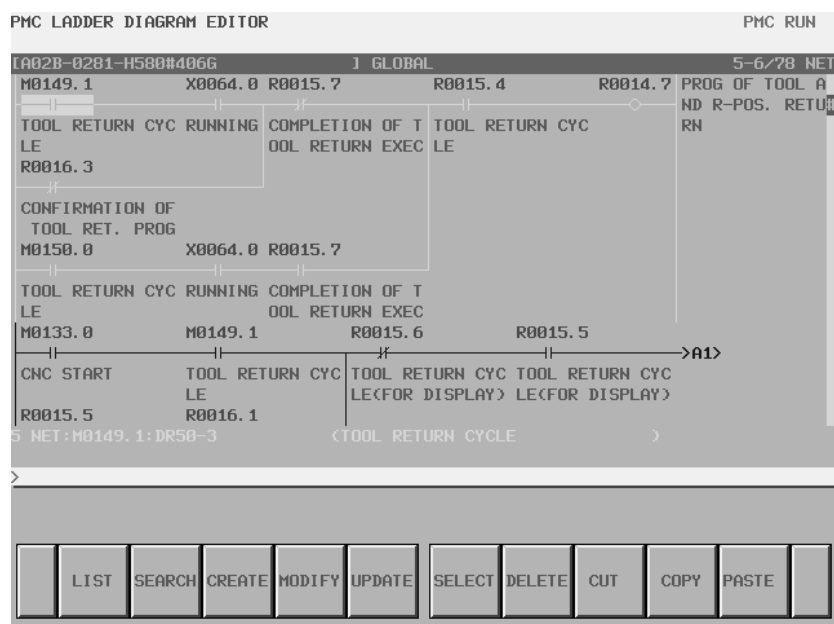 PMC LADDER DIAGRAM EDITOR PMC RUN
[A02B-0281-H580#406G ] GLOBAL 5-6/78 NET
M0149.1 X0064.0 R0015.7 R0015.4 R0014.7 PROG OF TOOL A
ND R-POS. RETU#
TOOL RETURN CYC RUNNING COMPLETION OF T TOOL RETURN CYC RN
LE OOL RETURN EXEC LE
R0016.3
CONFIRMATION OF
TOOL RET. PROG
M0150.0 X0064.0 R0015.7
TOOL RETURN CYC RUNNING COMPLETION OF T
LE OOL RETURN EXEC
M0133.0 M0149.1 R0015.6 R0015.5
>A1>
CNC START TOOL RETURN CYC TOOL RETURN CYC TOOL RETURN CYC
LE LE(FOR DISPLAY) LE(FOR DISPLAY)
R0015.5 R0016.1
5 NET:M0149.1:DR50-3 (TOOL RETURN CYCLE )
>
LIST SEARCH CREATE MODIFY UPDATE SELECT DELETE CUT COPY PASTE